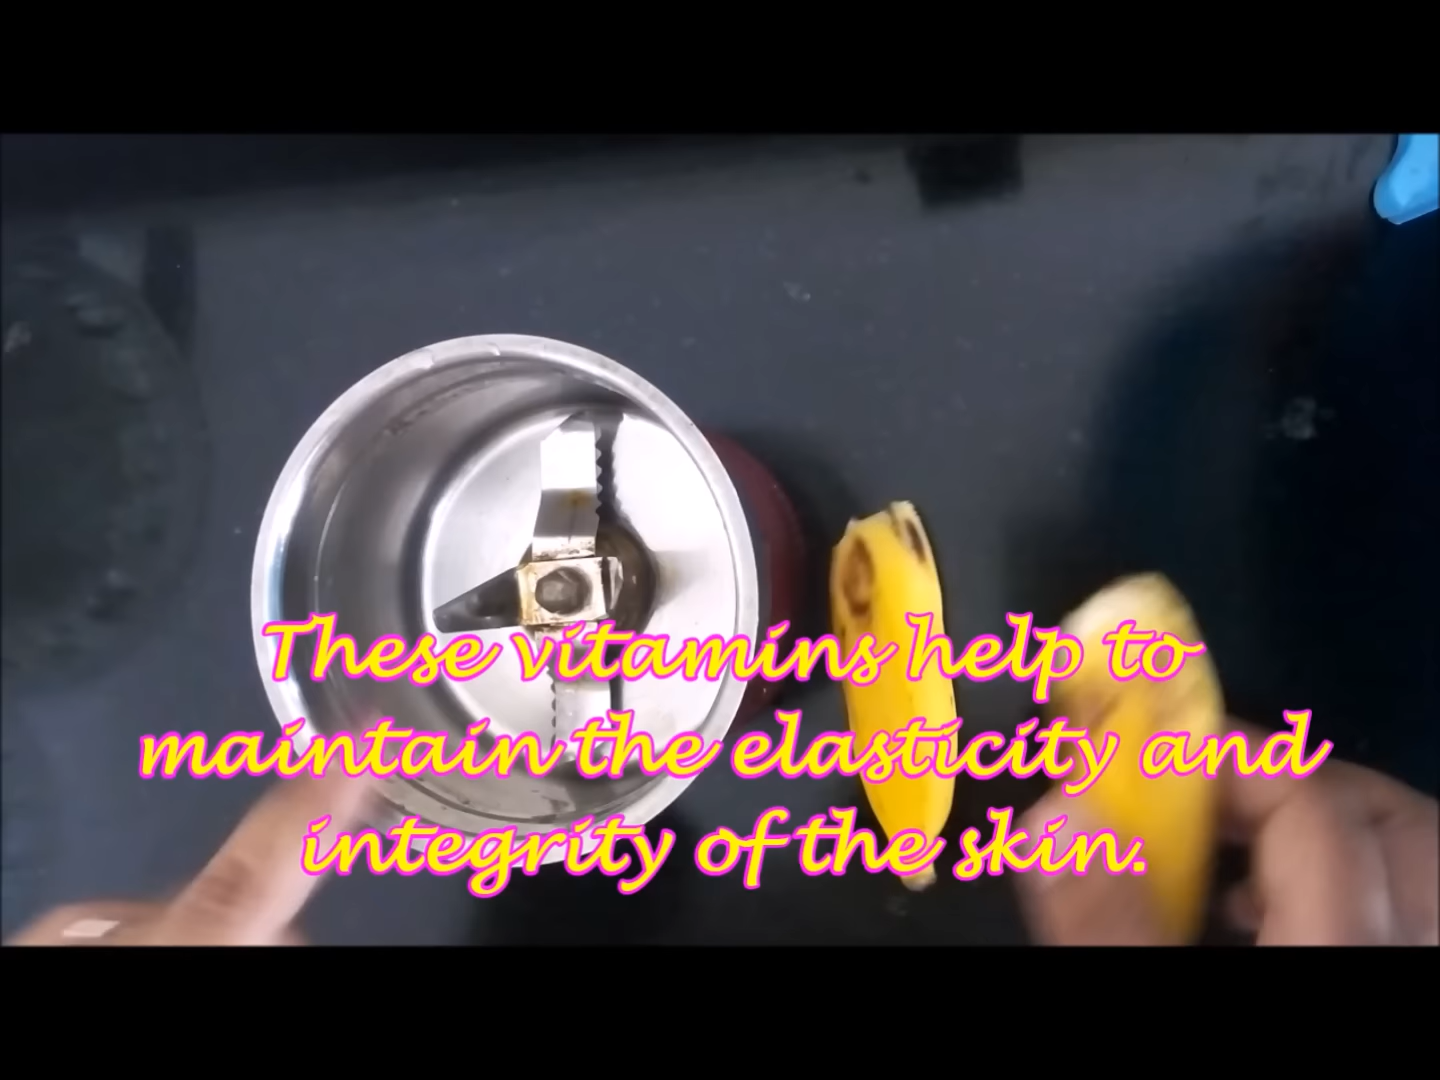 These vitamins help to
maintain the elasticity and
integrity of the skin.